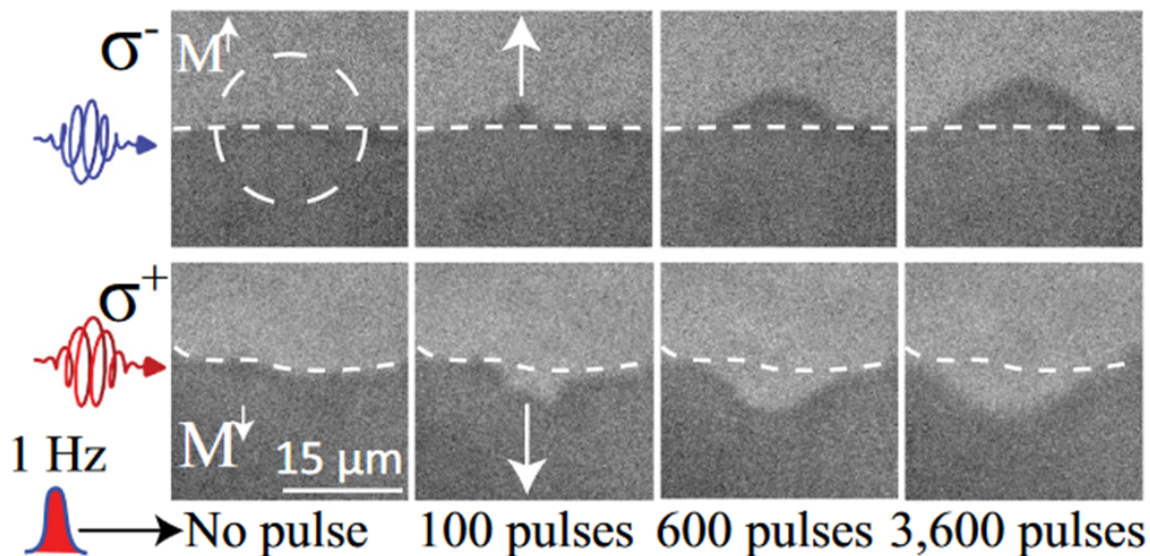 σ⁻
M↑
σ⁺
M↓
15 μm
1 Hz
No pulse
100 pulses
600 pulses
3,600 pulses